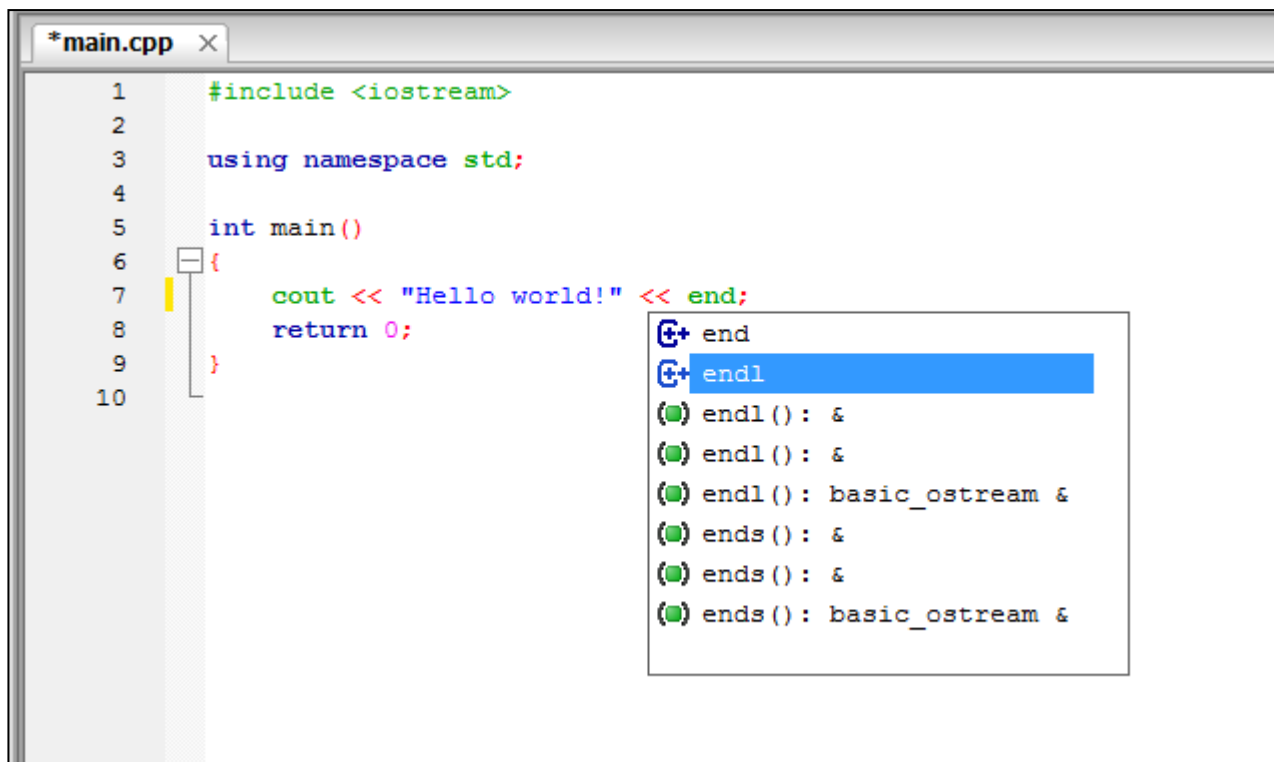 *main.cpp
1 #include <iostream>
2
3 using namespace std;
4
5 int main()
6 {
7 cout << "Hello world!" << end;
8 return 0;
9 }
10
end
endl
endl(): &
endl(): &
endl(): basic_ostream &
ends(): &
ends(): &
ends(): basic_ostream &